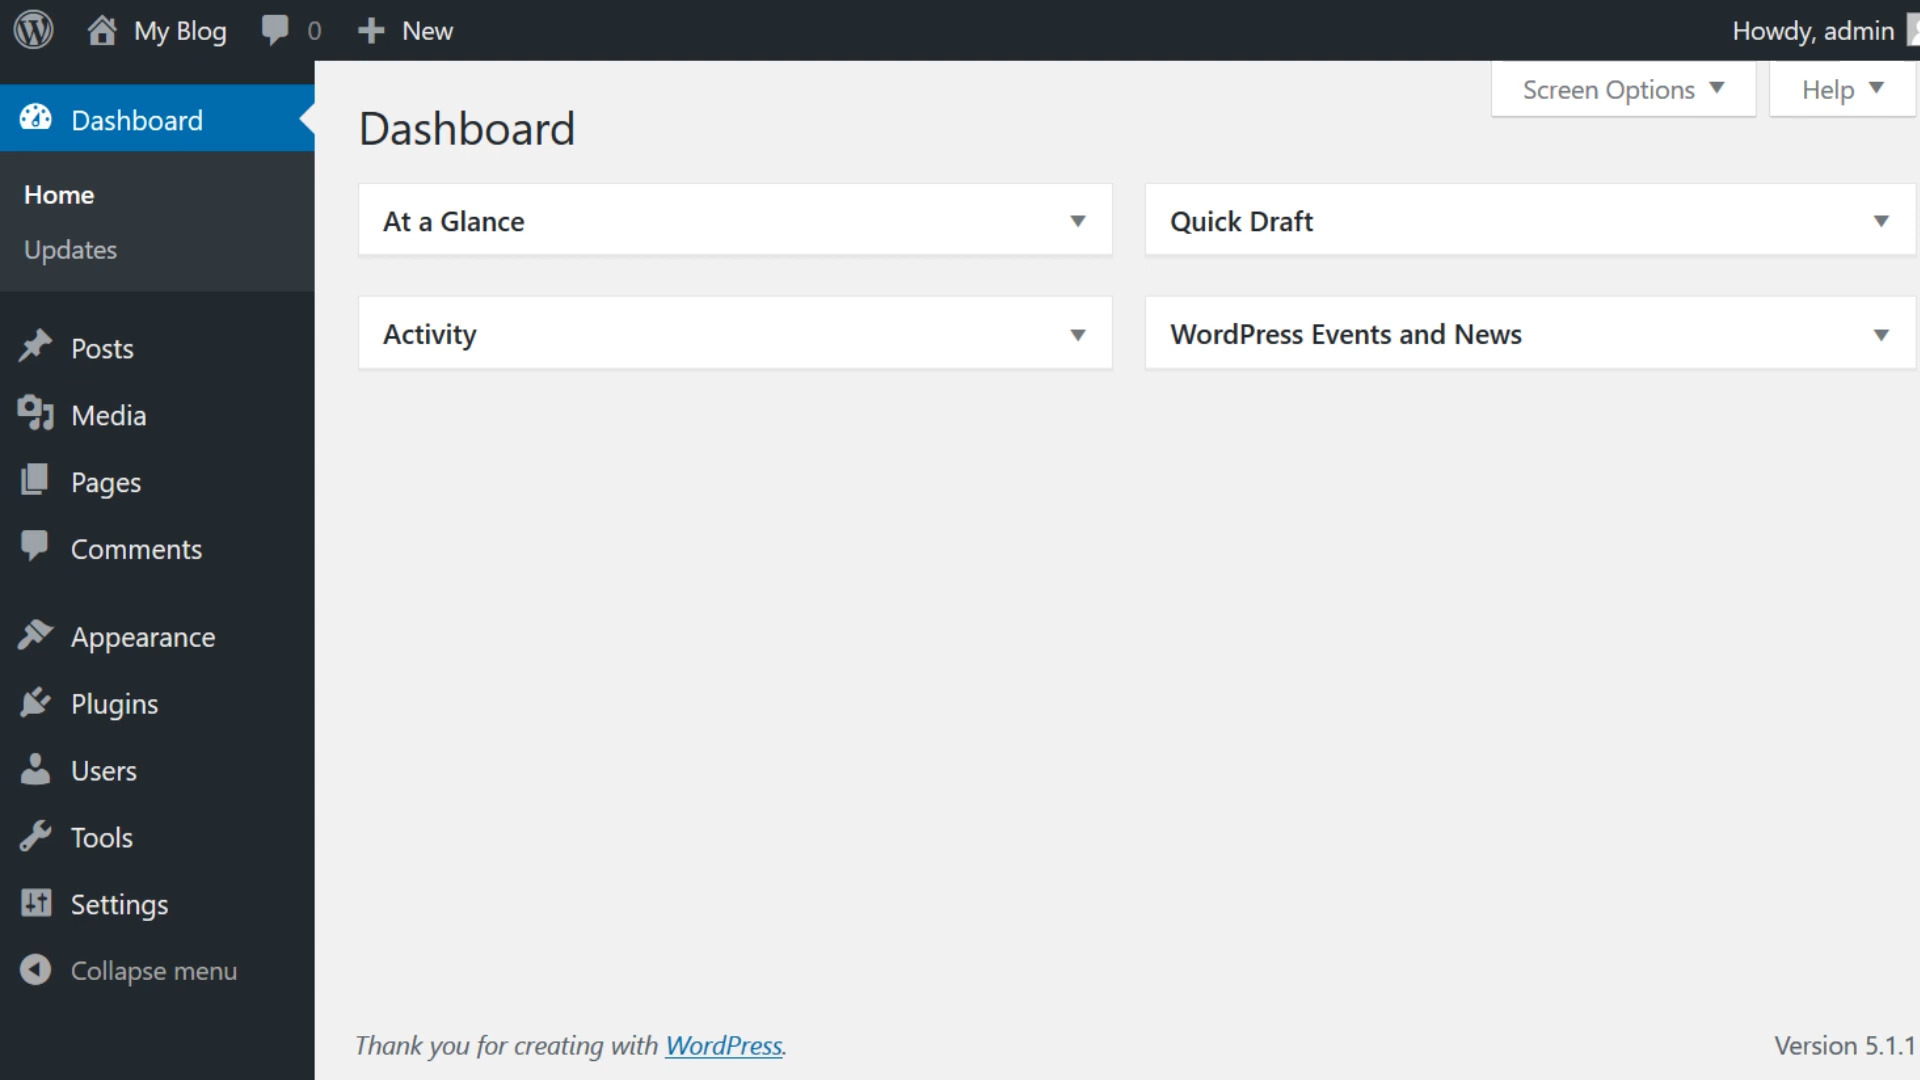 My Blog 0 New Howdy, admin
Screen Options Help
Dashboard
Home
Updates
Posts
Media
Pages
Comments
Appearance
Plugins
Users
Tools
Settings
Collapse menu
Dashboard
At a Glance
Quick Draft
Activity
WordPress Events and News
Thank you for creating with WordPress.
Version 5.1.1